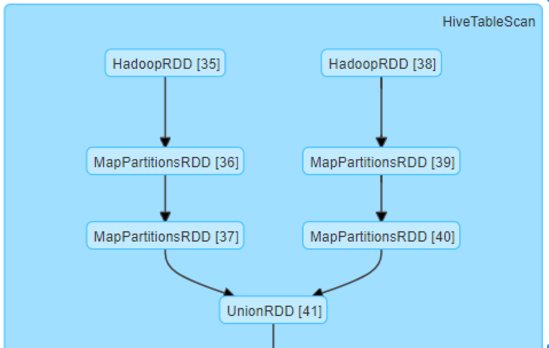 HiveTableScan
HadoopRDD [35]
HadoopRDD [38]
MapPartitionsRDD [36]
MapPartitionsRDD [39]
MapPartitionsRDD [37]
MapPartitionsRDD [40]
UnionRDD [41]